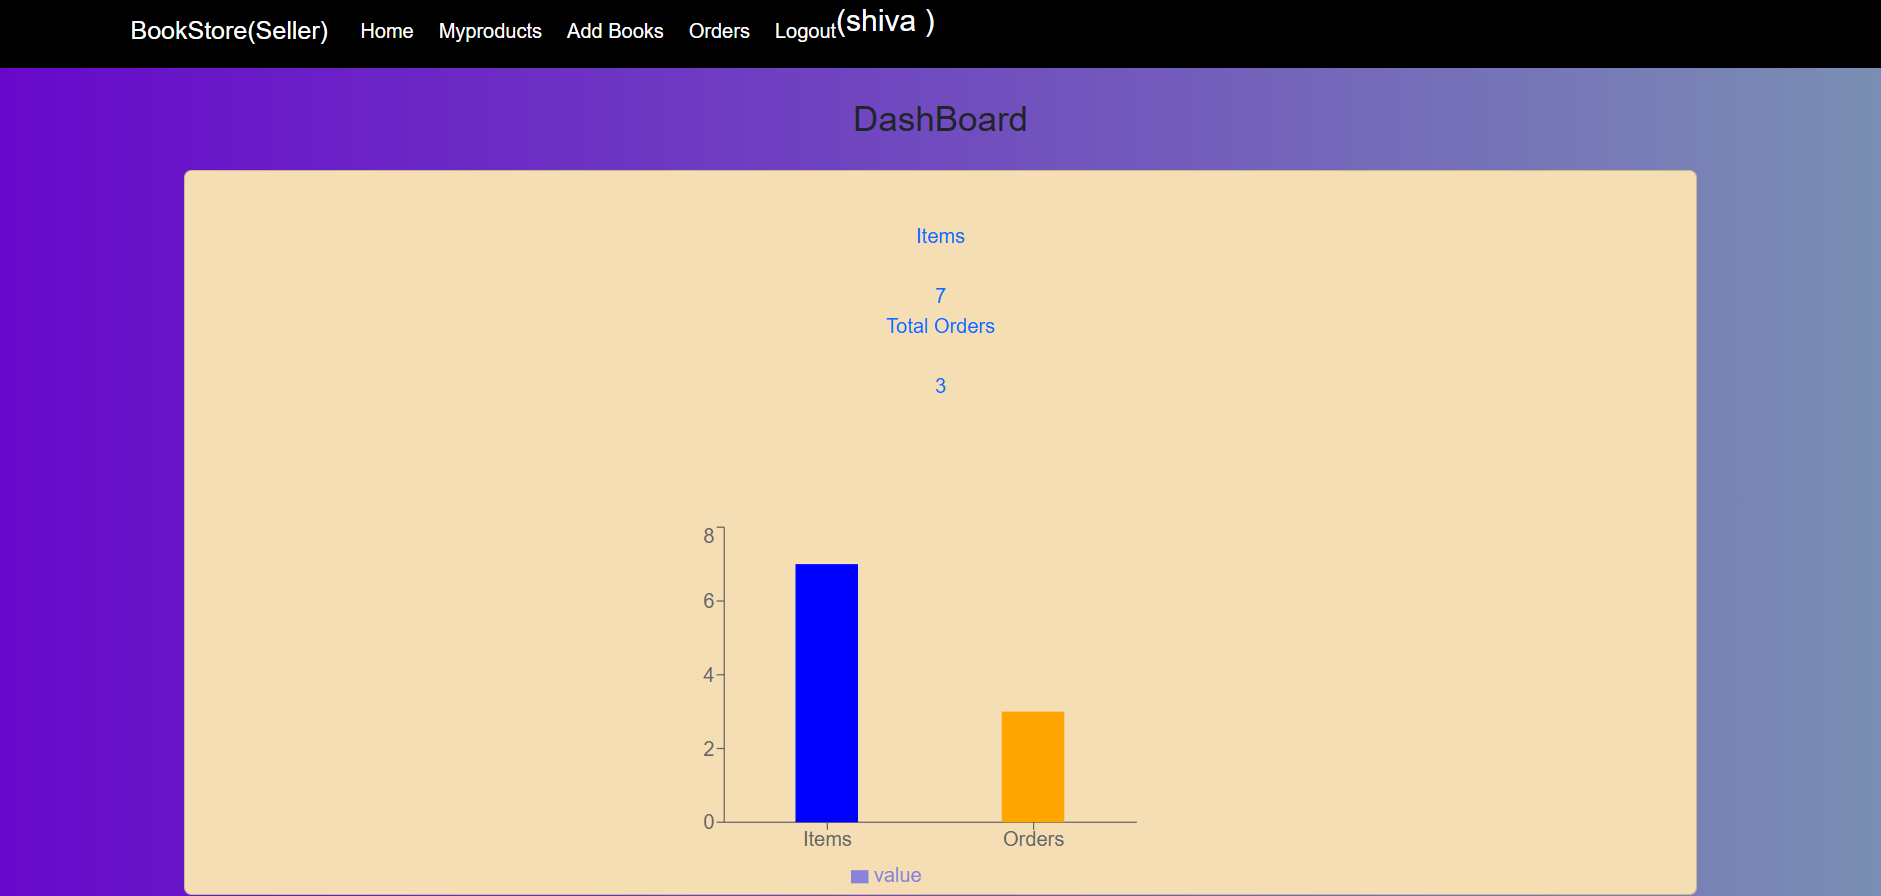 BookStore(Seller) Home Myproducts Add Books Orders Logout(shiva )
DashBoard
Items
7
Total Orders
3
8
6
4
2
0
Items Orders
value